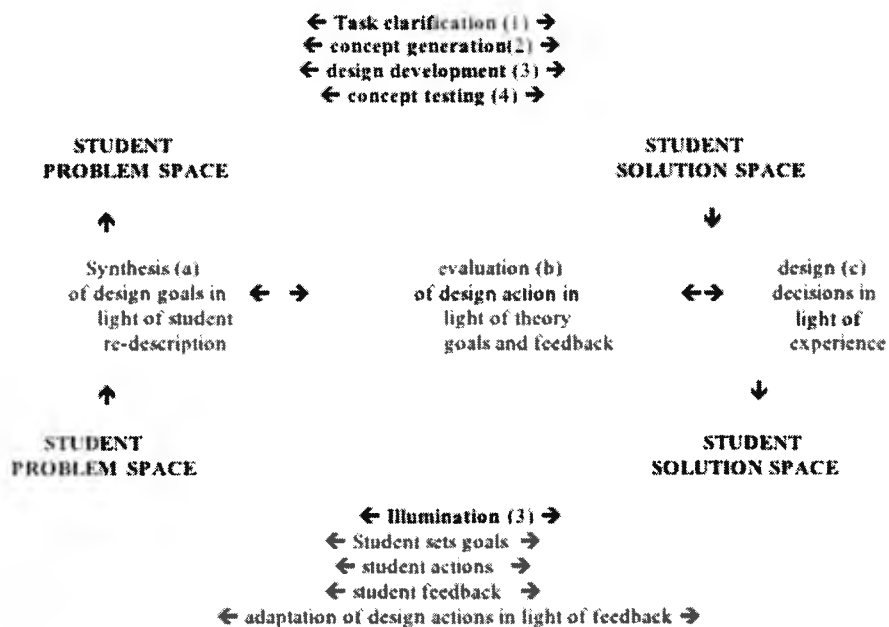 ← Task clarification (1) →
← concept generation(2) →
← design development (3) →
← concept testing (4) →
STUDENT
PROBLEM SPACE
STUDENT
SOLUTION SPACE
↑
↓
Synthesis (a)
of design goals in
light of student
re-description
← →
evaluation (b)
of design action in
light of theory
goals and feedback
←→
design (c)
decisions in
light of
experience
↑
↓
STUDENT
PROBLEM SPACE
STUDENT
SOLUTION SPACE
← Illumination (3) →
← Student sets goals →
← student actions →
← student feedback →
← adaptation of design actions in light of feedback →